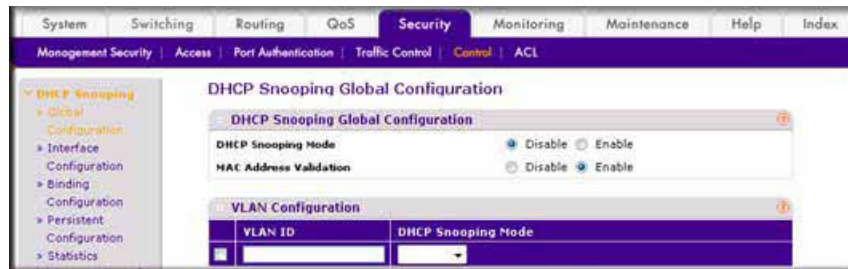 System Switching Routing QoS Security Monitoring Maintenance Help Index
Management Security | Access | Port Authentication | Traffic Control | Control | ACL
DHCP Snooping
Global
Configuration
Interface
Configuration
Binding
Configuration
Persistent
Configuration
Statistics
DHCP Snooping Global Configuration
DHCP Snooping Global Configuration
DHCP Snooping Mode Disable Enable
MAC Address Validation Disable Enable
VLAN Configuration
VLAN ID DHCP Snooping Mode